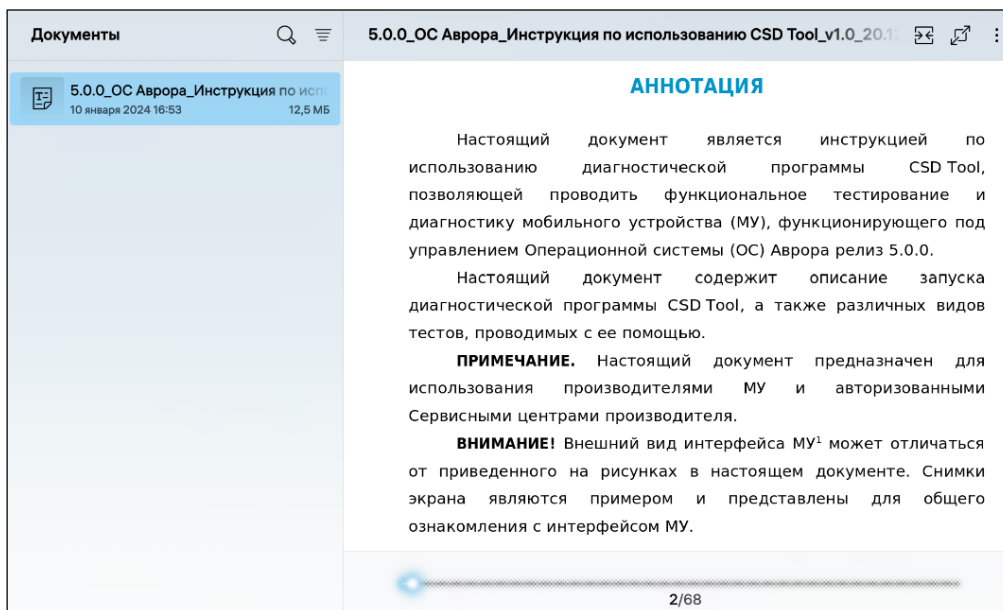 Документы
5.0.0_ОС Аврора_Инструкция по испо
10 января 2024 16:53 12,5 МБ
5.0.0_ОС Аврора_Инструкция по использованию CSD Tool_v1.0_20.1
АННОТАЦИЯ
Настоящий документ является инструкцией по
использованию диагностической программы CSD Tool,
позволяющей проводить функциональное тестирование и
диагностику мобильного устройства (МУ), функционирующего под
управлением Операционной системы (ОС) Аврора релиз 5.0.0.
Настоящий документ содержит описание запуска
диагностической программы CSD Tool, а также различных видов
тестов, проводимых с ее помощью.
ПРИМЕЧАНИЕ. Настоящий документ предназначен для
использования производителями МУ и авторизованными
Сервисными центрами производителя.
ВНИМАНИЕ! Внешний вид интерфейса МУ¹ может отличаться
от приведенного на рисунках в настоящем документе. Снимки
экрана являются примером и представлены для общего
ознакомления с интерфейсом МУ.
2/68